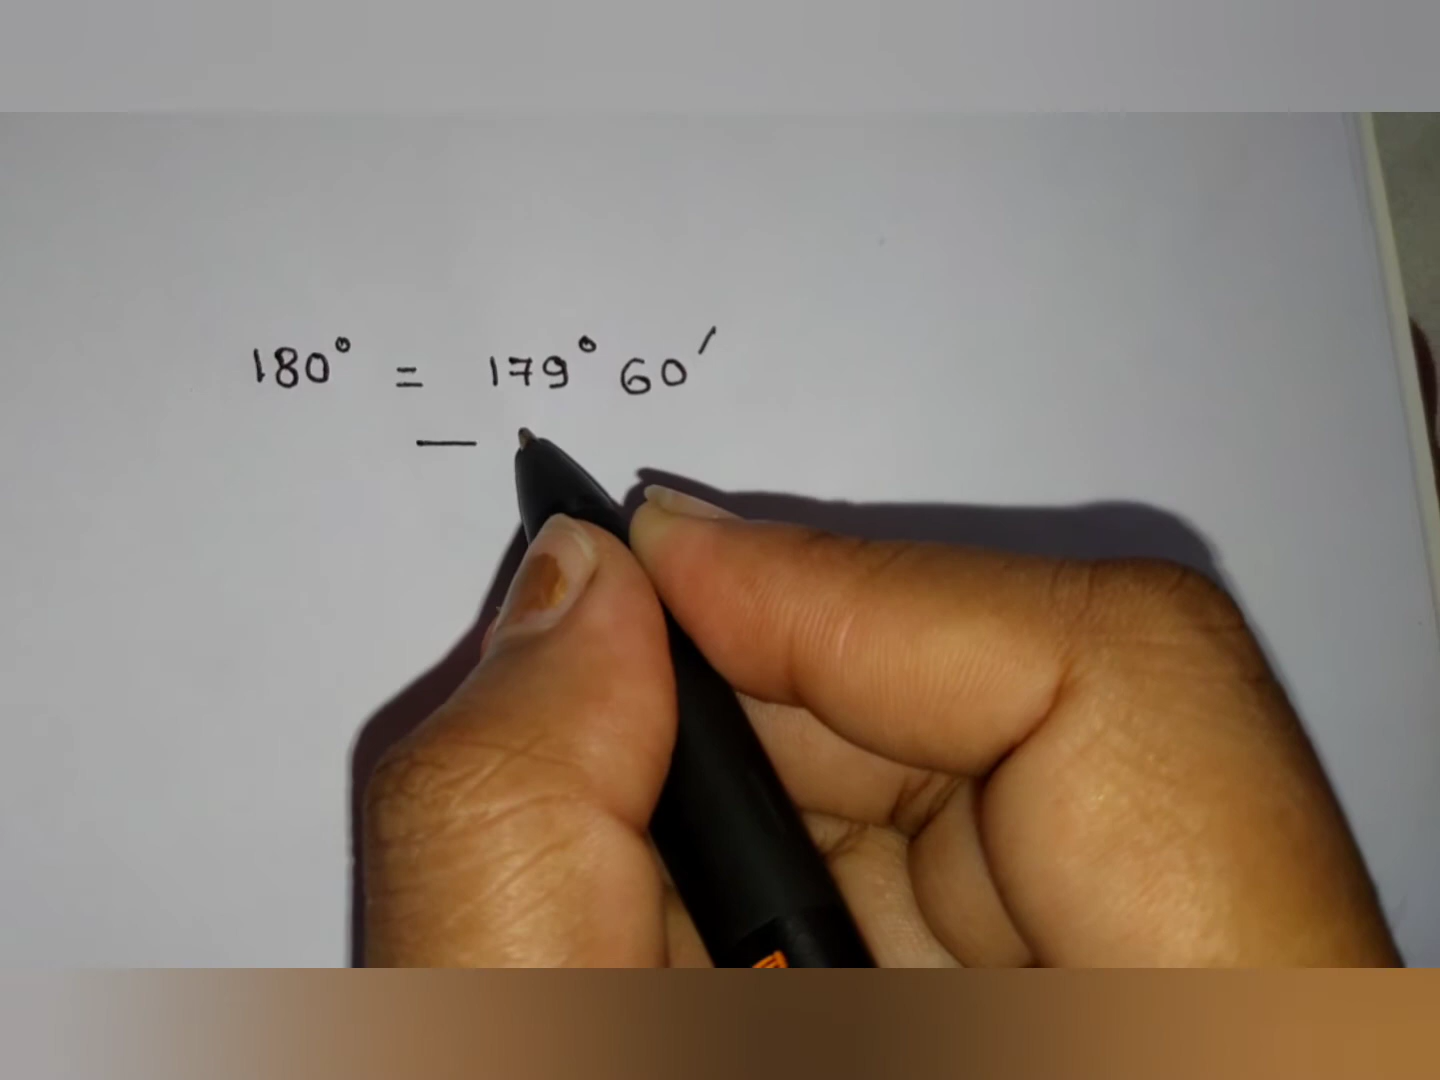 180° = 179° 60′
—